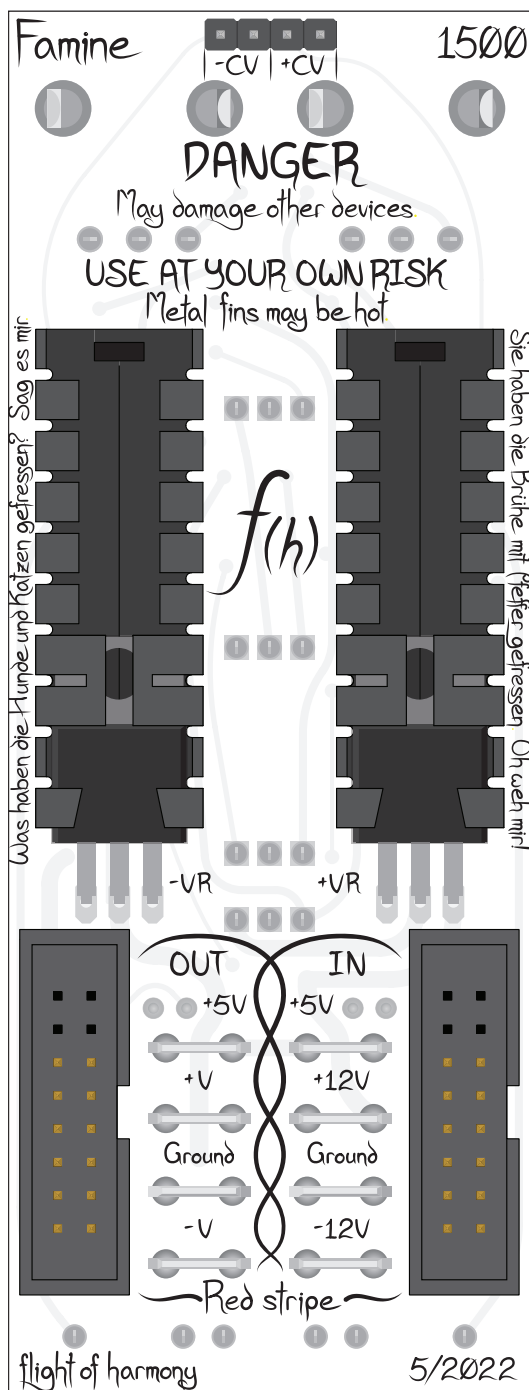 Famine
1500
-CV
+CV
DANGER
May damage other devices.
USE AT YOUR OWN RISK
Metal fins may be hot.
Was haben die Hunde und Katzen gefressen? Sag es mir.
Sie haben die Brühe mit Pfeffer gefressen. Oh weh mir!
f(h)
-VR
+VR
OUT
IN
+5V
+5V
+V
+12V
Ground
Ground
-V
-12V
Red stripe
flight of harmony
5/2022